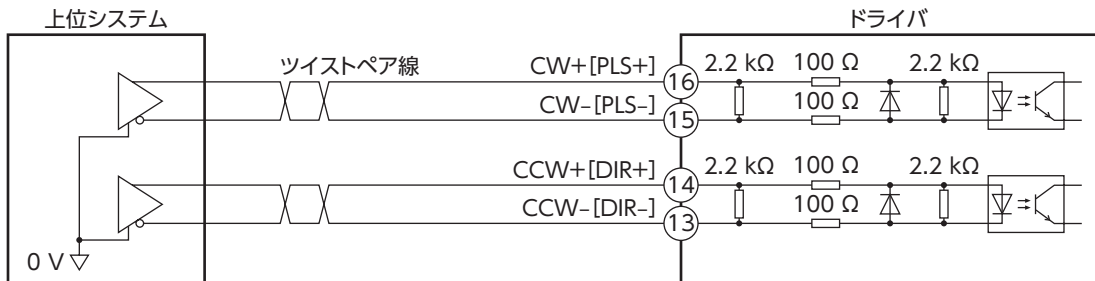 上位システム
ドライバ
ツイストペア線
CW+[PLS+]
16
2.2 kΩ
100 Ω
2.2 kΩ
CW-[PLS-]
15
100 Ω
CCW+[DIR+]
14
2.2 kΩ
100 Ω
2.2 kΩ
CCW-[DIR-]
13
100 Ω
0 V